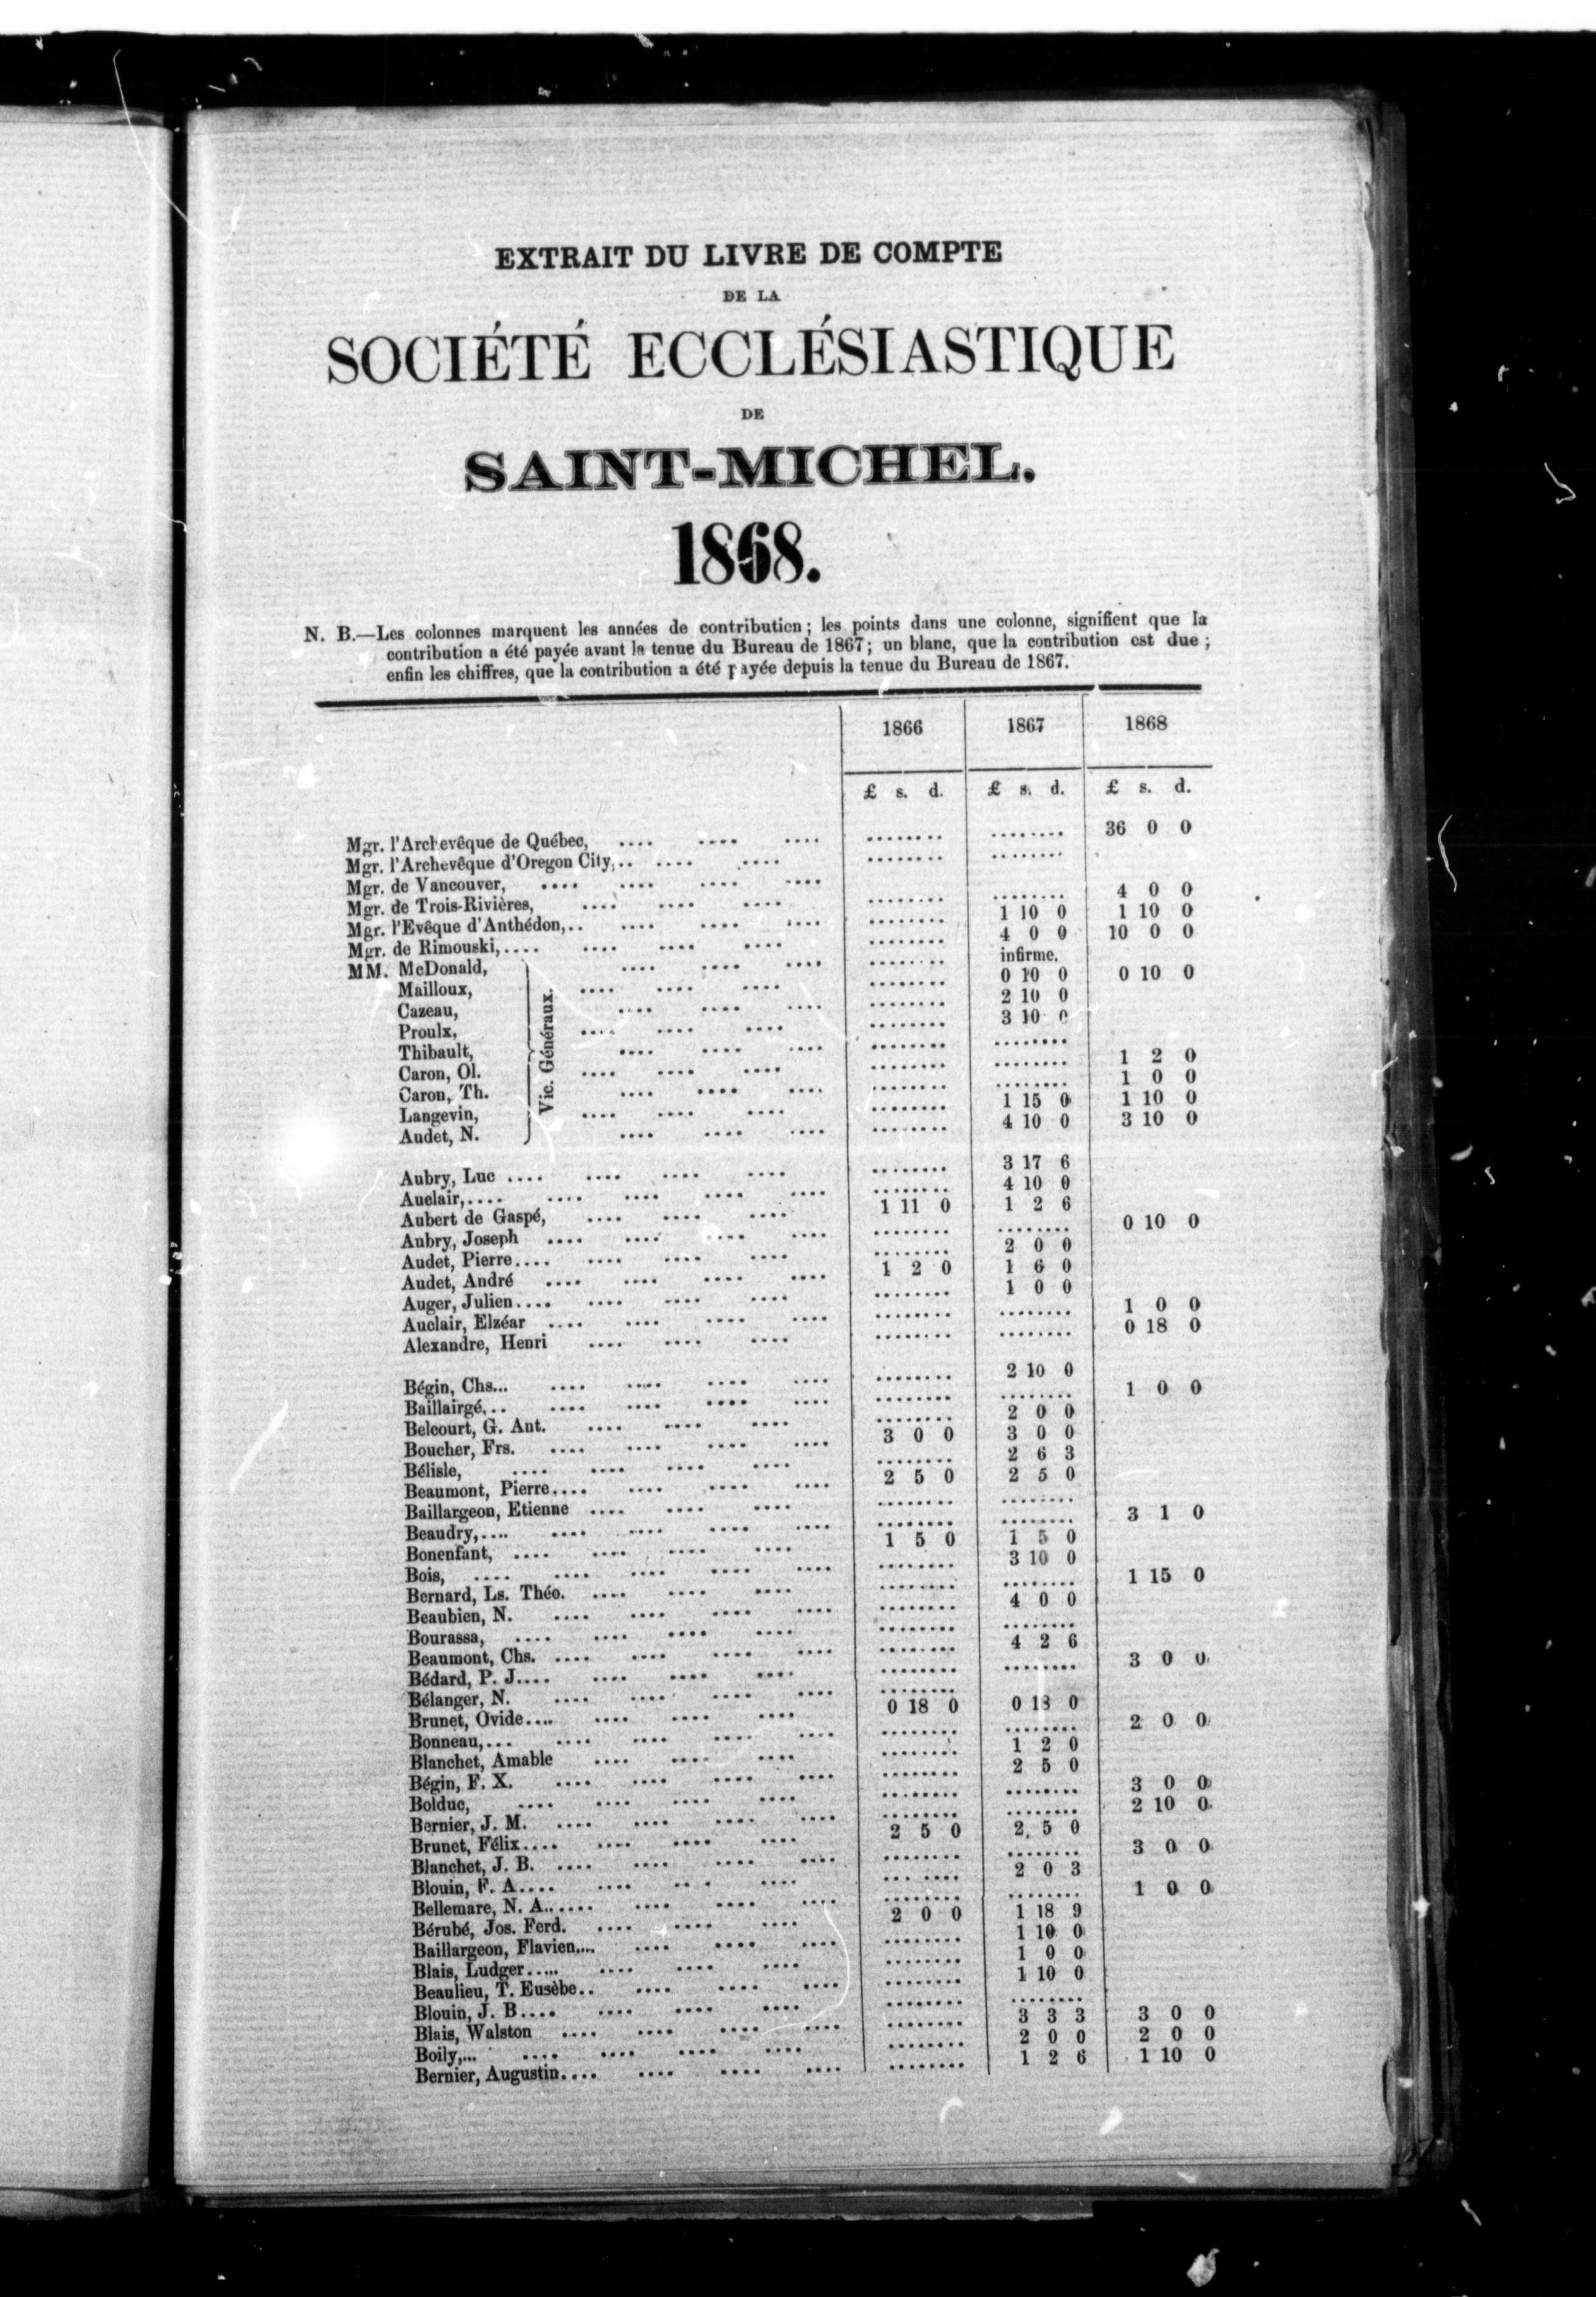 EXTRAIT DU LIVRE DE COMPTE
DE LA
SOCIÉTÉ ECCLÉSIASTIQUE
DE
SAINT-MICHEL.
1868.
N. B.—Les colonnes marquent les années de contribution; les points dans une colonne, signifient que la
contribution a été payée avant la tenue du Bureau de 1867; un blanc, que la contribution est due;
enfin les chiffres, que la contribution a été payée depuis la tenue du Bureau de 1867.
1866 1867 1868
£ s. d. £ s. d. £ s. d.
Mgr. l'Archevêque de Québec, .... .... .... ........ ........ 36 0 0
Mgr. l'Archevêque d'Oregon City,.. .... .... ........ ........
Mgr. de Vancouver, .... .... .... ....
Mgr. de Trois-Rivières, .... .... .... ........ ........ 4 0 0
Mgr. l'Evêque d'Anthédon,.. .... .... .... ........ 1 10 0 1 10 0
Mgr. de Rimouski,.... .... .... .... ........ 4 0 0 10 0 0
MM. McDonald, .... .... .... ........ infirme.
Mailloux, .... .... .... ........ 0 10 0 0 10 0
Cazeau, .... .... .... ........ 2 10 0
Proulx, .... .... .... ........ 3 10 0
Vic. Généraux.
Thibault, .... .... .... ........ ........
Caron, Ol. .... .... .... ........ ........ 1 2 0
Caron, Th. .... .... .... ........ ........ 1 0 0
Langevin, .... .... .... ........ 1 15 0 1 10 0
Audet, N. .... .... .... ........ 4 10 0 3 10 0
Aubry, Luc .... .... .... .... ........ 3 17 6
Auclair,.... .... .... .... .... ........ 4 10 0
Aubert de Gaspé, .... .... .... 1 11 0 1 2 6
Aubry, Joseph .... .... .... .... ........ ........ 0 10 0
Audet, Pierre.... .... .... .... ........ 2 0 0
Audet, André .... .... .... .... 1 2 0 1 6 0
Auger, Julien.... .... .... .... ........ 1 0 0
Auclair, Elzéar .... .... .... .... ........ ........ 1 0 0
Alexandre, Henri .... .... .... ........ ........ 0 18 0
Bégin, Chs... .... .... .... .... ........ 2 10 0
Baillairgé... .... .... .... .... ........ ........ 1 0 0
Belcourt, G. Ant. .... .... .... ........ 2 0 0
Boucher, Frs. .... .... .... .... 3 0 0 3 0 0
Bélisle, .... .... .... .... ........ 2 6 3
Beaumont, Pierre.... .... .... .... 2 5 0 2 5 0
Baillargeon, Etienne .... .... .... ........ ........
Beaudry,.... .... .... .... .... ........ ........ 3 1 0
Bonenfant, .... .... .... .... 1 5 0 1 5 0
Bois, .... .... .... .... .... ........ 3 10 0
Bernard, Ls. Théo. .... .... .... ........ ........ 1 15 0
Beaubien, N. .... .... .... .... ........ 4 0 0
Bourassa, .... .... .... .... ........ ........
Beaumont, Chs. .... .... .... .... ........ 4 2 6
Bédard, P. J.... .... .... .... ........ ........ 3 0 0
Bélanger, N. .... .... .... .... ........
Brunet, Ovide.... .... .... .... 0 18 0 0 18 0
Bonneau,... .... .... .... .... ........ ........ 2 0 0
Blanchet, Amable .... .... .... ........ 1 2 0
Bégin, F. X. .... .... .... .... ........ 2 5 0
Bolduc, .... .... .... .... ........ ........ 3 0 0
Bernier, J. M. .... .... .... .... ........ ........ 2 10 0
Brunet, Félix.... .... .... .... 2 5 0 2 5 0
Blanchet, J. B. .... .... .... .... ........ ........ 3 0 0
Blouin, F. A.... .... .... .... ........ 2 0 3
Bellemare, N. A...... .... .... .... ........ ........ 1 0 0
Bérubé, Jos. Ferd. .... .... .... 2 0 0 1 18 9
Baillargeon, Flavien.... .... .... .... ........ 1 10 0
Blais, Ludger..... .... .... .... ........ 1 0 0
Beaulieu, T. Eusèbe.. .... .... .... ........ 1 10 0
Blouin, J. B.... .... .... .... ........ ........
Blais, Walston .... .... .... .... ........ 3 3 3 3 0 0
Boily,... .... .... .... .... ........ 2 0 0 2 0 0
Bernier, Augustin.... .... .... .... ........ 1 2 6 1 10 0